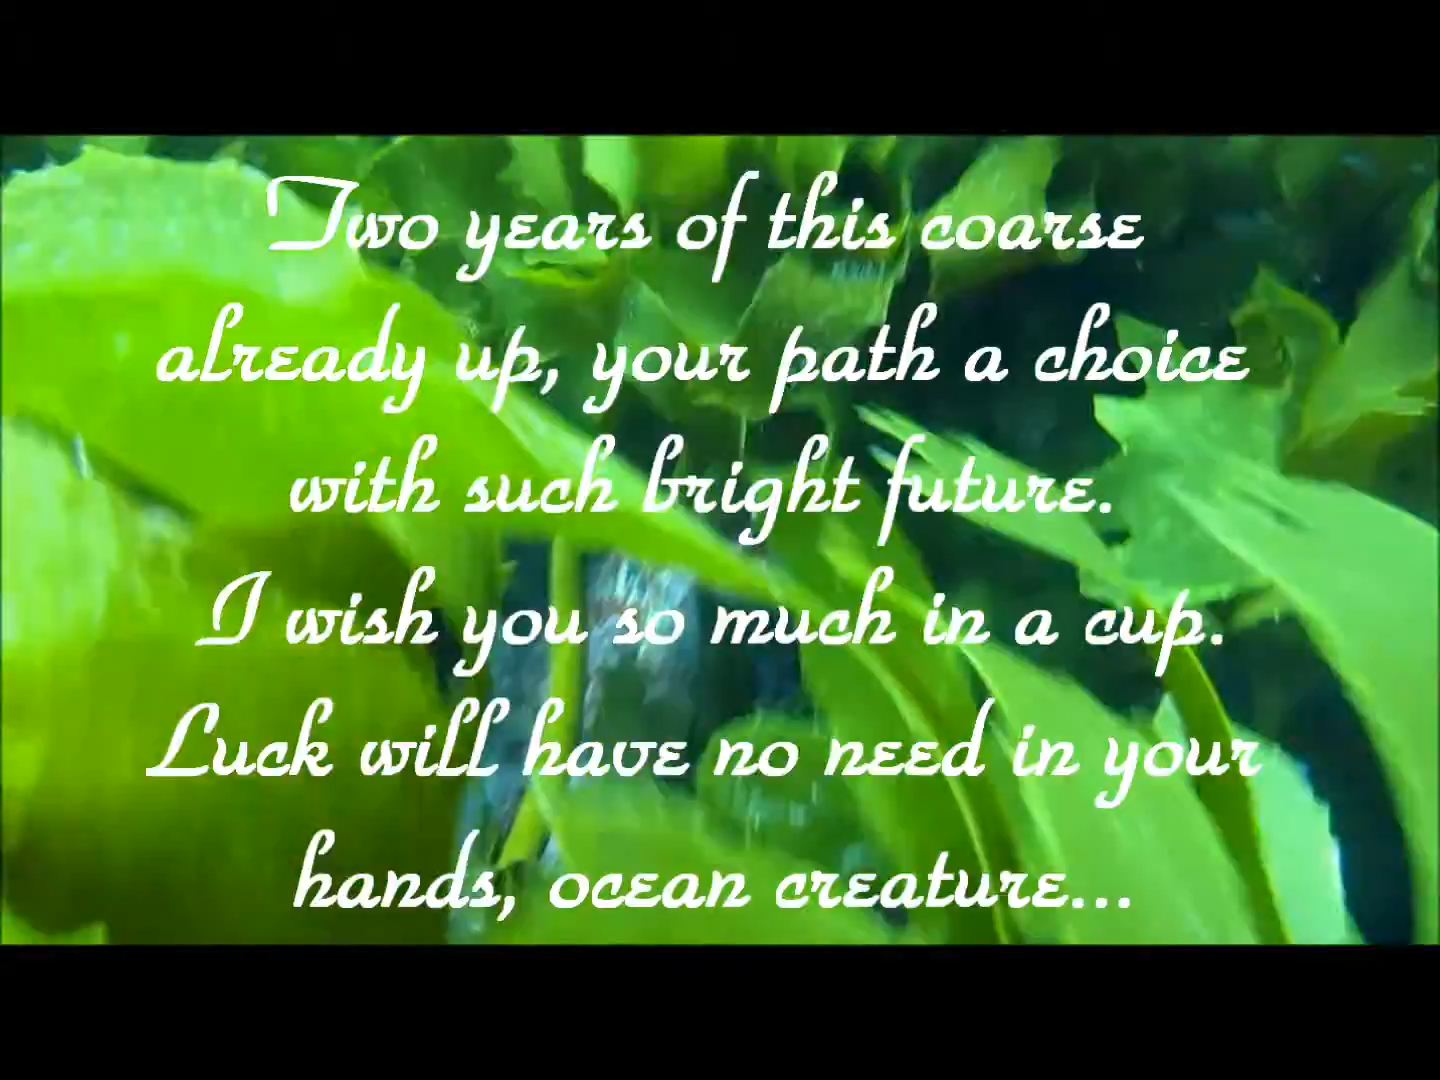 Two years of this coarse
already up, your path a choice
with such bright future.
I wish you so much in a cup.
Luck will have no need in your
hands, ocean creature...